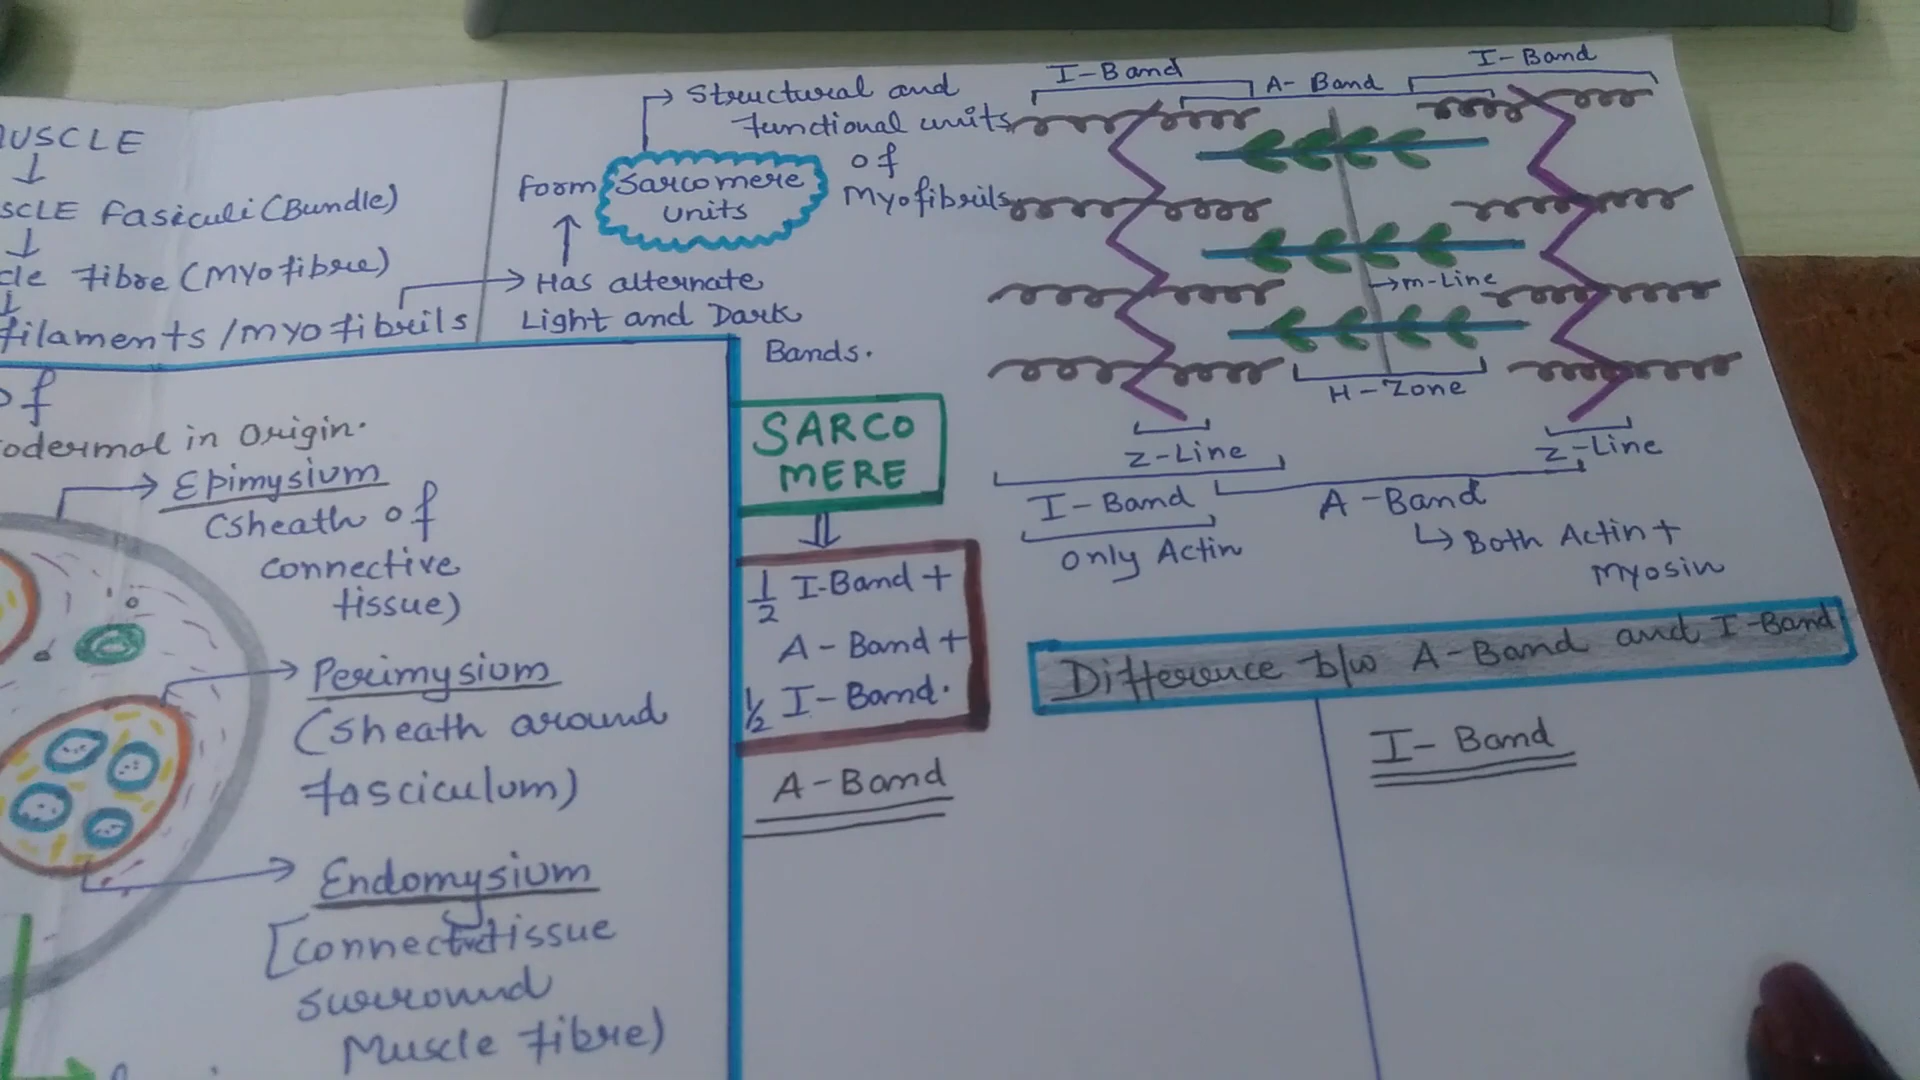 MUSCLE
SCLE Fasiculi (Bundle)
cle fibre (Myofibre)
filaments/myofibrils
Structural and
functional units
of
Myofibrils
Form
Sarcomere
units
Has alternate
Light and Dark
Bands.
I-Band
A-Band
I-Band
m-Line
H-Zone
Z-Line
Z-Line
I-Band
A-Band
only Actin
Both Actin +
Myosin
of
odermal in Origin.
Epimysium
(Sheath of
connective
tissue)
Perimysium
(Sheath around
fasciculum)
Endomysium
[connective tissue
surround
Muscle fibre)
SARCO
MERE
1/2 I-Band +
A-Band +
1/2 I-Band.
Difference b/w A-Band and I-Band
A-Band
I-Band